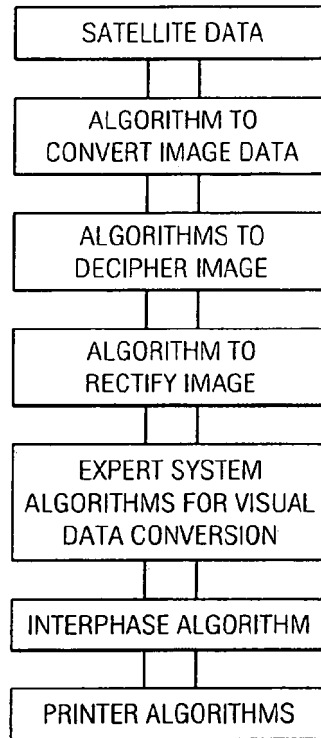 SATELLITE DATA
ALGORITHM TO
CONVERT IMAGE DATA
ALGORITHMS TO
DECIPHER IMAGE
ALGORITHM TO
RECTIFY IMAGE
EXPERT SYSTEM
ALGORITHMS FOR VISUAL
DATA CONVERSION
INTERPHASE ALGORITHM
PRINTER ALGORITHMS